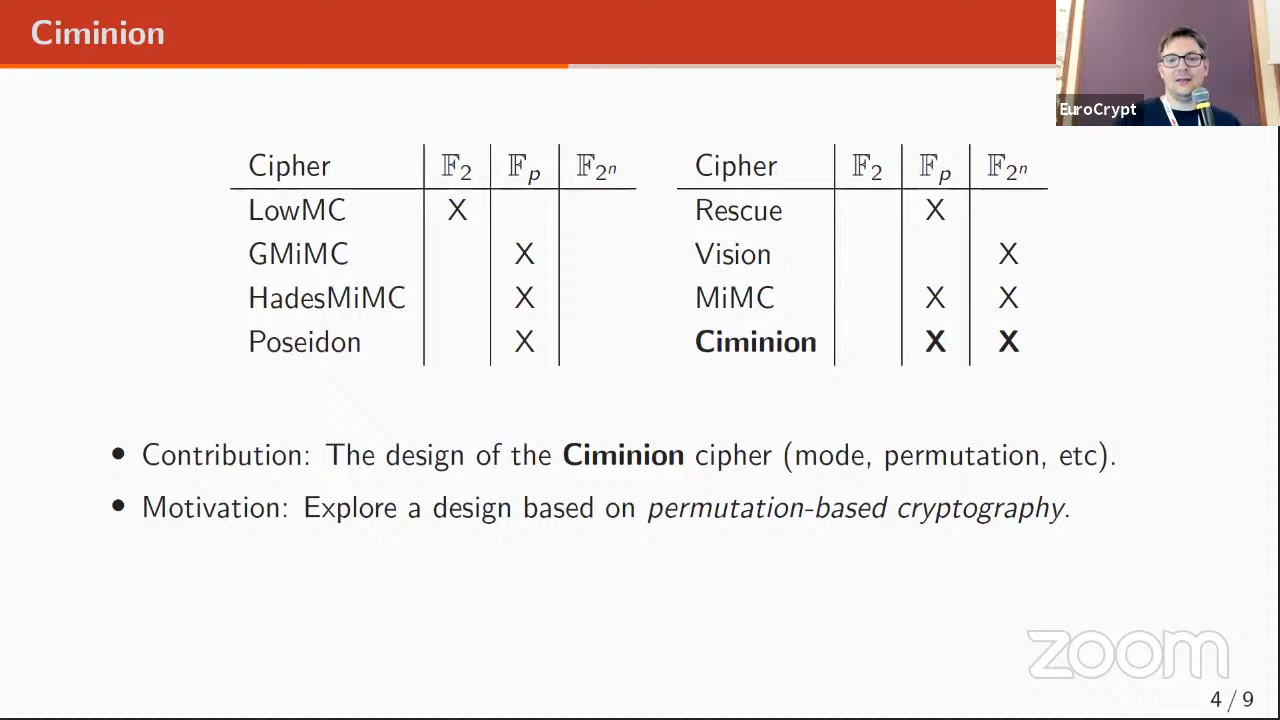 Ciminion
EuroCrypt
Cipher 𝔽₂ 𝔽ₚ 𝔽₂ⁿ
LowMC X
GMiMC X
HadesMiMC X
Poseidon X
Cipher 𝔽₂ 𝔽ₚ 𝔽₂ⁿ
Rescue X
Vision X
MiMC X X
Ciminion X X
• Contribution: The design of the Ciminion cipher (mode, permutation, etc).
• Motivation: Explore a design based on permutation-based cryptography.
zoom
4 / 9